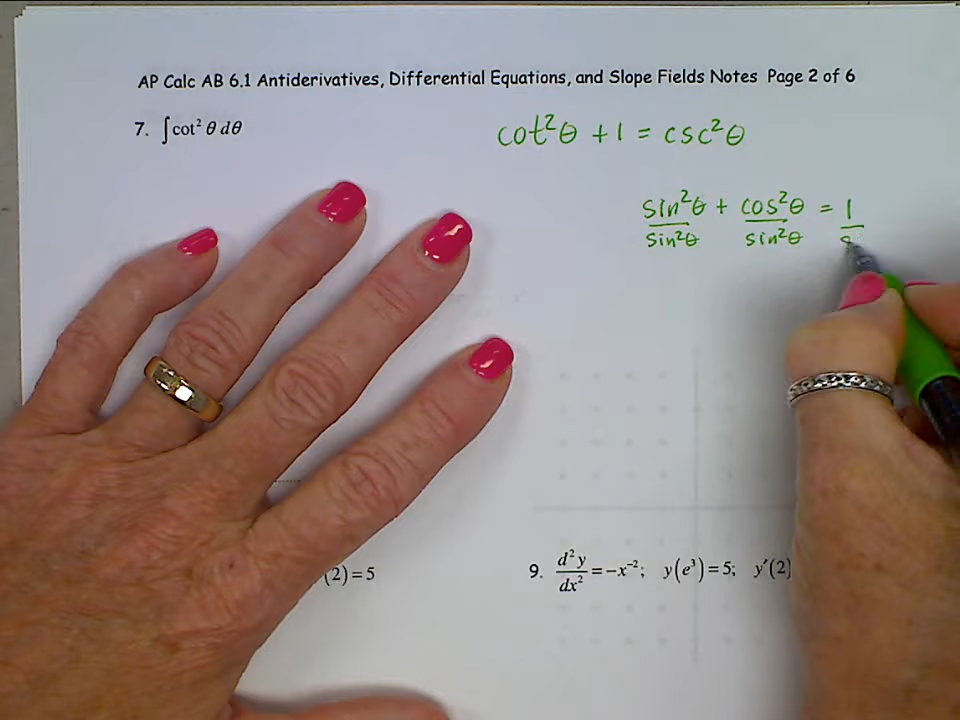 AP Calc AB 6.1 Antiderivatives, Differential Equations, and Slope Fields Notes Page 2 of 6
7. ∫cot² θ dθ
cot²θ + 1 = csc²θ
sin²θ/sin²θ + cos²θ/sin²θ = 1/s
(2) = 5
9. d²y/dx² = −x⁻²; y(e³) = 5; y′(2)